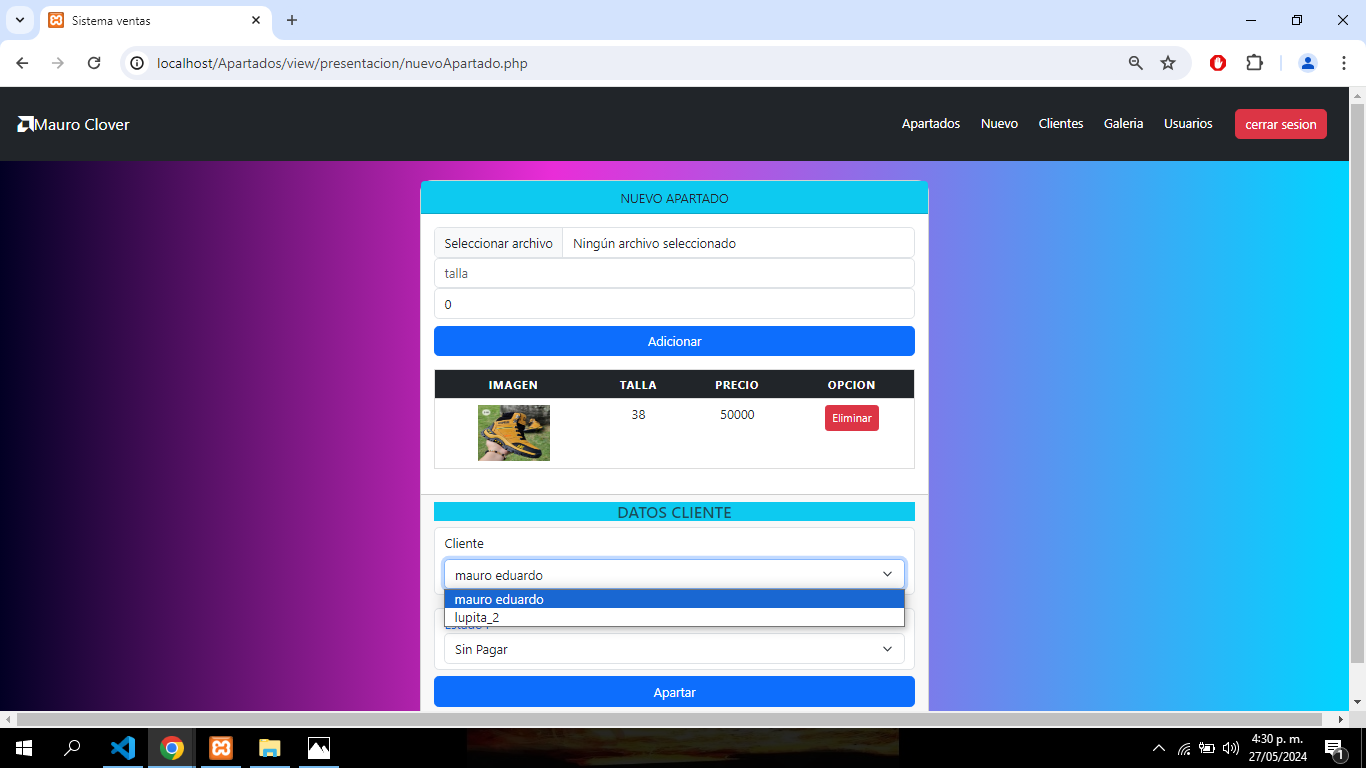 Sistema ventas
localhost/Apartados/view/presentacion/nuevoApartado.php
Mauro Clover
Apartados Nuevo Clientes Galeria Usuarios cerrar sesion
NUEVO APARTADO
Seleccionar archivo Ningún archivo seleccionado
talla
0
Adicionar
IMAGEN TALLA PRECIO OPCION
38 50000 Eliminar
DATOS CLIENTE
Cliente
mauro eduardo
mauro eduardo
lupita_2
Sin Pagar
Apartar
4:30 p. m.
27/05/2024
1